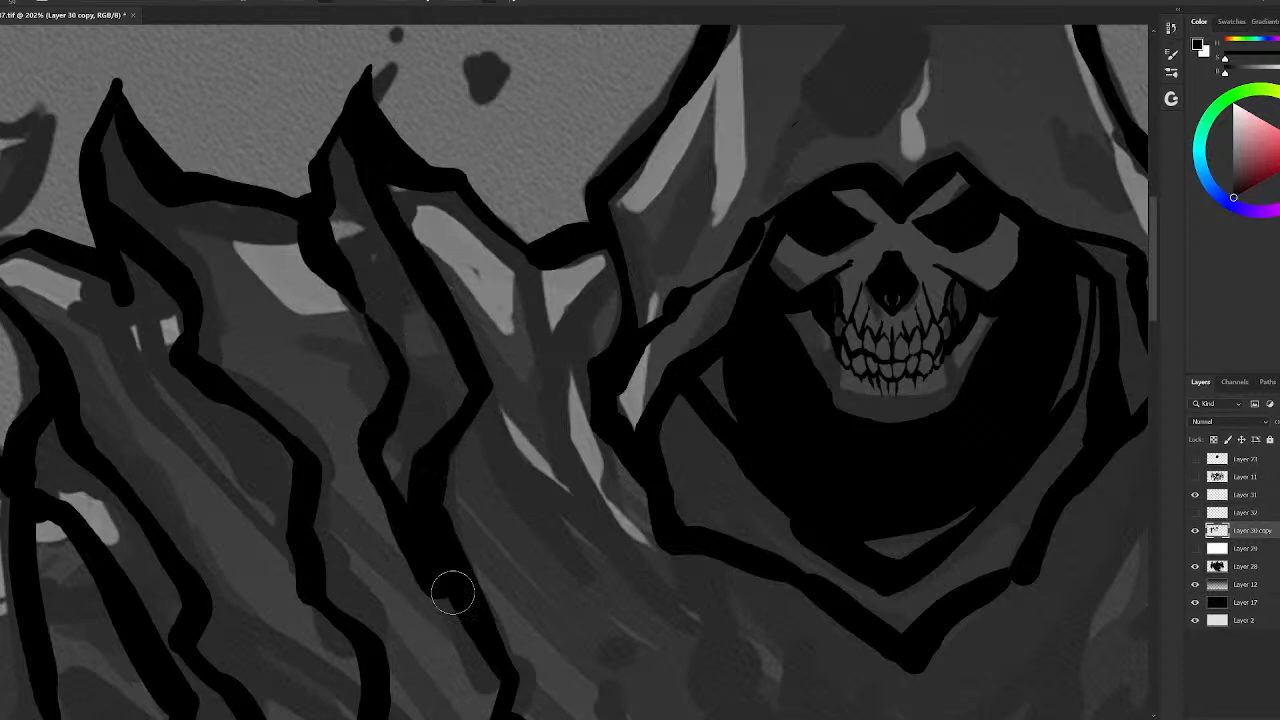 7.tif @ 202% (Layer 30 copy, RGB/8) *
Color
Swatches
Gradients
H
S
B
Layers
Channels
Paths
Kind
Normal
Lock:
Layer 23
Layer 11
Layer 31
Layer 32
Layer 30 copy
Layer 29
Layer 28
Layer 12
Layer 17
Layer 2